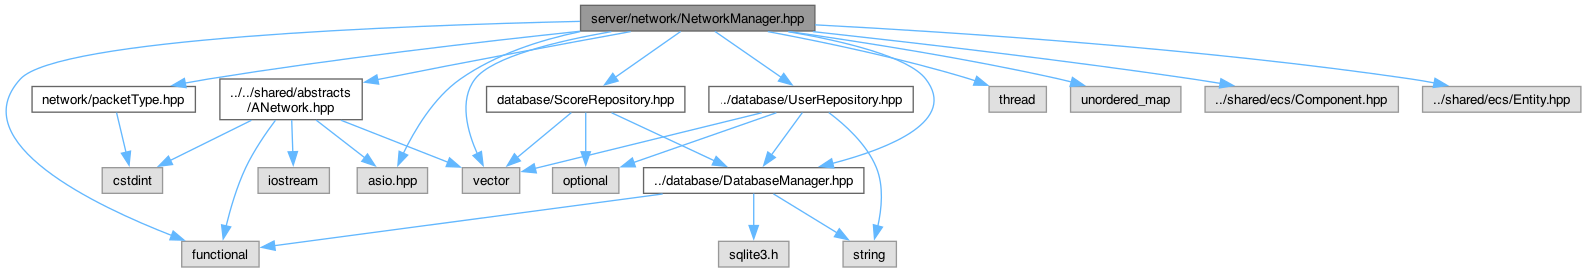 server/network/NetworkManager.hpp
network/packetType.hpp
../../shared/abstracts
/ANetwork.hpp
database/ScoreRepository.hpp
../database/UserRepository.hpp
thread
unordered_map
../shared/ecs/Component.hpp
../shared/ecs/Entity.hpp
cstdint
iostream
asio.hpp
vector
optional
../database/DatabaseManager.hpp
functional
sqlite3.h
string